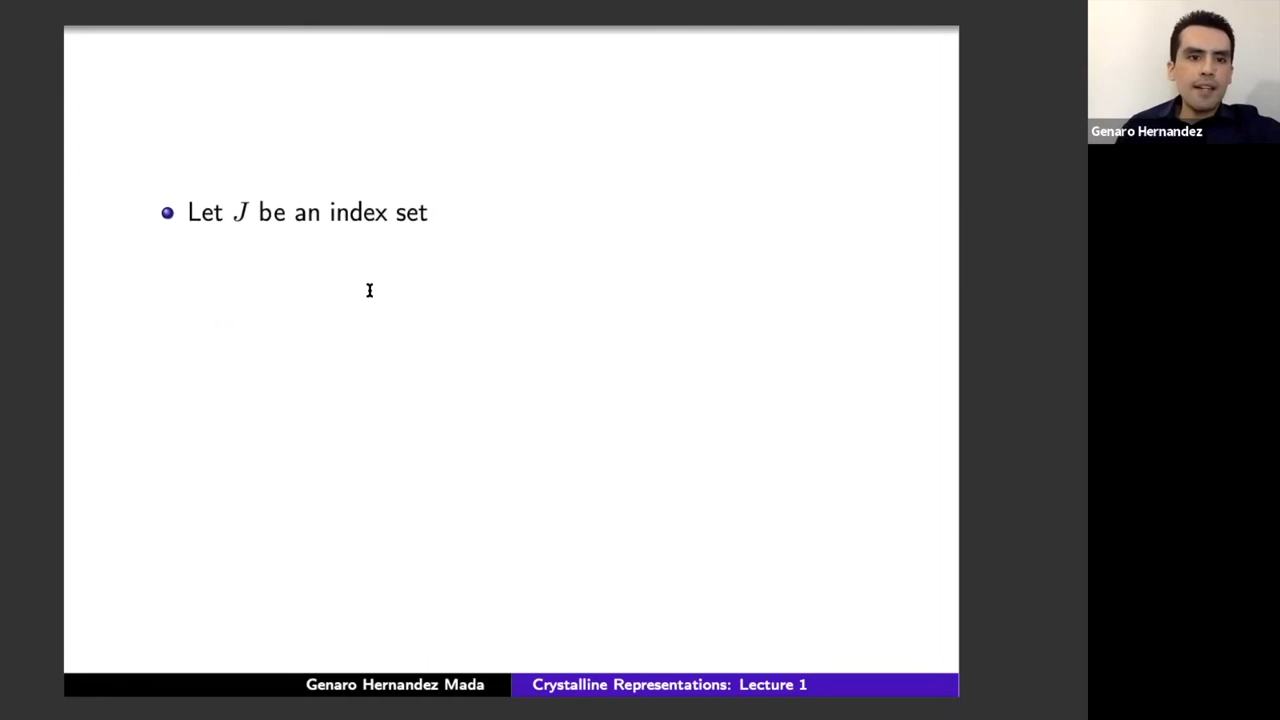 Let J be an index set
Genaro Hernandez
Genaro Hernandez Mada
Crystalline Representations: Lecture 1